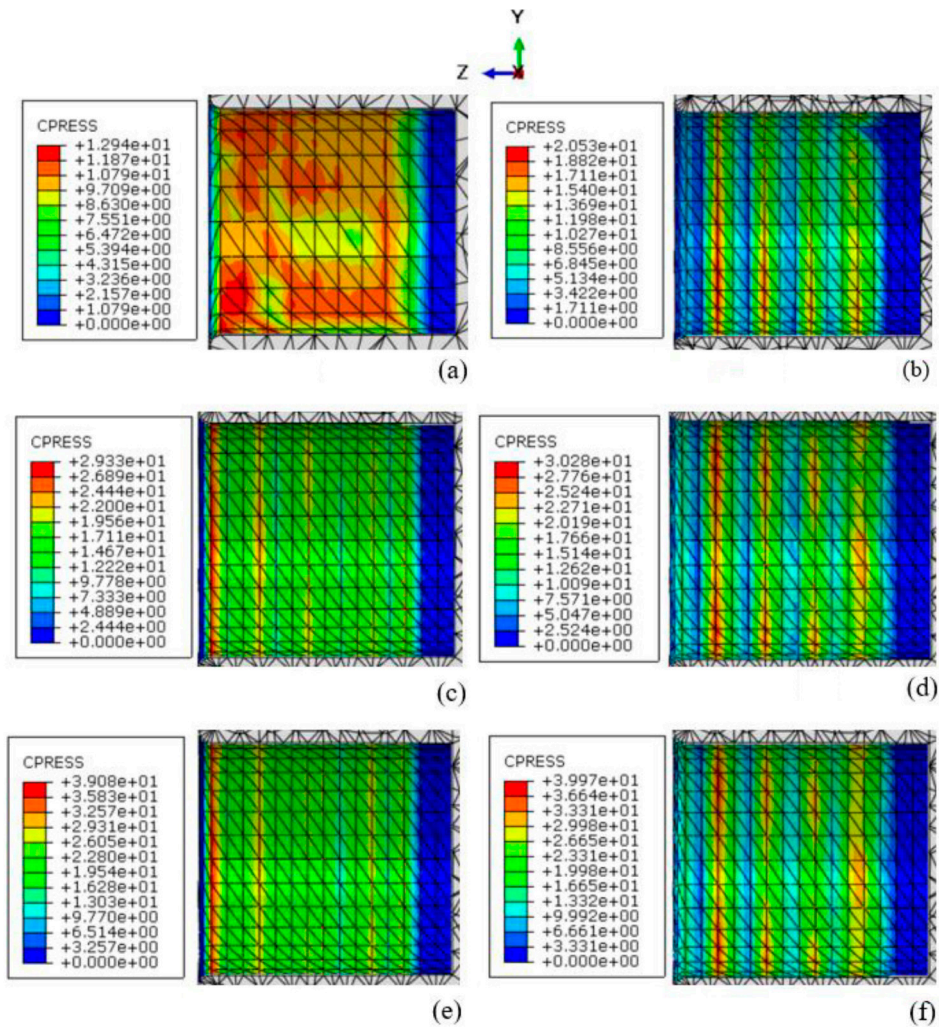 Y
Z X
CPRESS
+1.294e+01
+1.187e+01
+1.079e+01
+9.709e+00
+8.630e+00
+7.551e+00
+6.472e+00
+5.394e+00
+4.315e+00
+3.236e+00
+2.157e+00
+1.079e+00
+0.000e+00
(a)
CPRESS
+2.053e+01
+1.882e+01
+1.711e+01
+1.540e+01
+1.369e+01
+1.198e+01
+1.027e+01
+8.556e+00
+6.845e+00
+5.134e+00
+3.422e+00
+1.711e+00
+0.000e+00
(b)
CPRESS
+2.933e+01
+2.689e+01
+2.444e+01
+2.200e+01
+1.956e+01
+1.711e+01
+1.467e+01
+1.222e+01
+9.778e+00
+7.333e+00
+4.889e+00
+2.444e+00
+0.000e+00
(c)
CPRESS
+3.028e+01
+2.776e+01
+2.524e+01
+2.271e+01
+2.019e+01
+1.766e+01
+1.514e+01
+1.262e+01
+1.009e+01
+7.571e+00
+5.047e+00
+2.524e+00
+0.000e+00
(d)
CPRESS
+3.908e+01
+3.583e+01
+3.257e+01
+2.931e+01
+2.605e+01
+2.280e+01
+1.954e+01
+1.628e+01
+1.303e+01
+9.770e+00
+6.514e+00
+3.257e+00
+0.000e+00
(e)
CPRESS
+3.997e+01
+3.664e+01
+3.331e+01
+2.998e+01
+2.665e+01
+2.331e+01
+1.998e+01
+1.665e+01
+1.332e+01
+9.992e+00
+6.661e+00
+3.331e+00
+0.000e+00
(f)